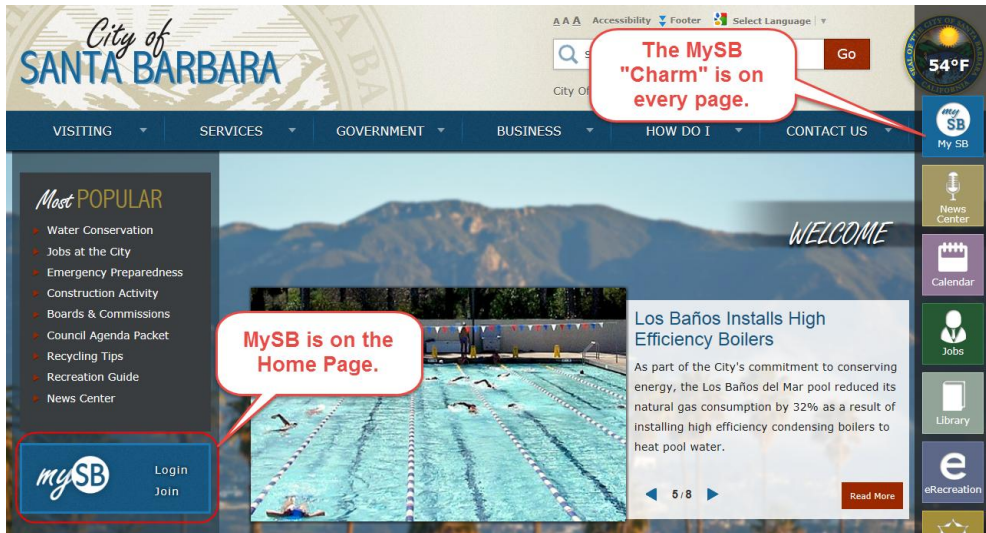 City of
SANTA BARBARA
A A A Accessibility Footer Select Language
s
Go
City Of
The MySB
"Charm" is on
every page.
54°F
VISITING SERVICES GOVERNMENT BUSINESS HOW DO I CONTACT US
my
SB
My SB
News
Center
Calendar
Jobs
Library
e
eRecreation
Most POPULAR
Water Conservation
Jobs at the City
Emergency Preparedness
Construction Activity
Boards & Commissions
Council Agenda Packet
Recycling Tips
Recreation Guide
News Center
MySB is on the
Home Page.
mySB
Login
Join
WELCOME
Los Baños Installs High
Efficiency Boilers
As part of the City's commitment to conserving
energy, the Los Baños del Mar pool reduced its
natural gas consumption by 32% as a result of
installing high efficiency condensing boilers to
heat pool water.
5/8
Read More